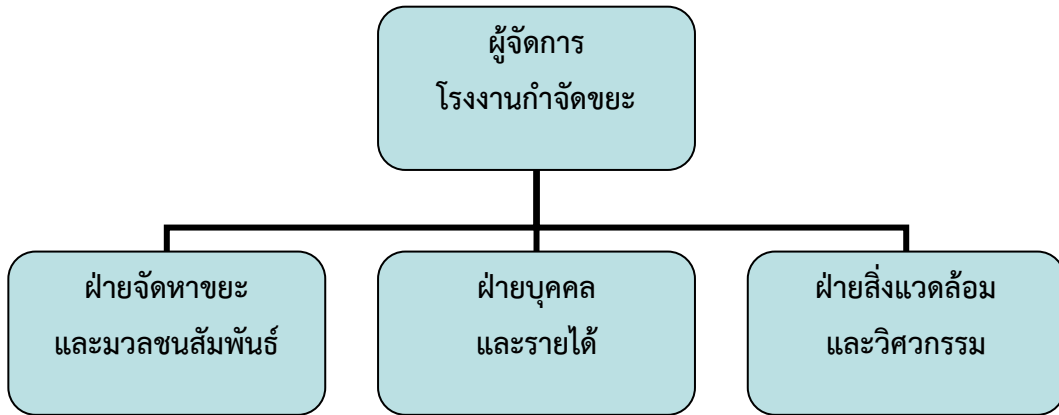 ผู้จัดการ
โรงงานกำจัดขยะ
ฝ่ายจัดหาขยะ
และมวลชนสัมพันธ์
ฝ่ายบุคคล
และรายได้
ฝ่ายสิ่งแวดล้อม
และวิศวกรรม